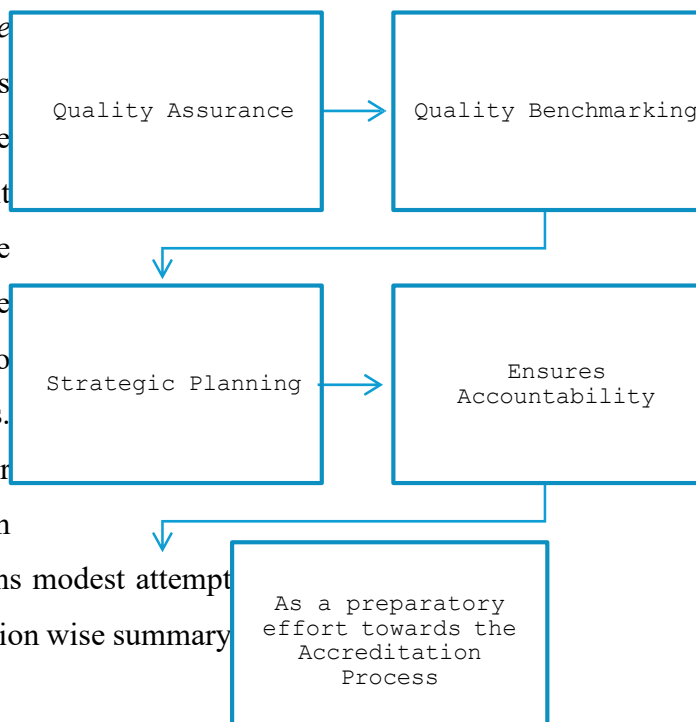 e
s
Quality Assurance
Quality Benchmarking
e
t
e
e
o
Strategic Planning
Ensures
Accountability
s.
r
n
ns modest attempt
As a preparatory
effort towards the
Accreditation
Process
tion wise summary